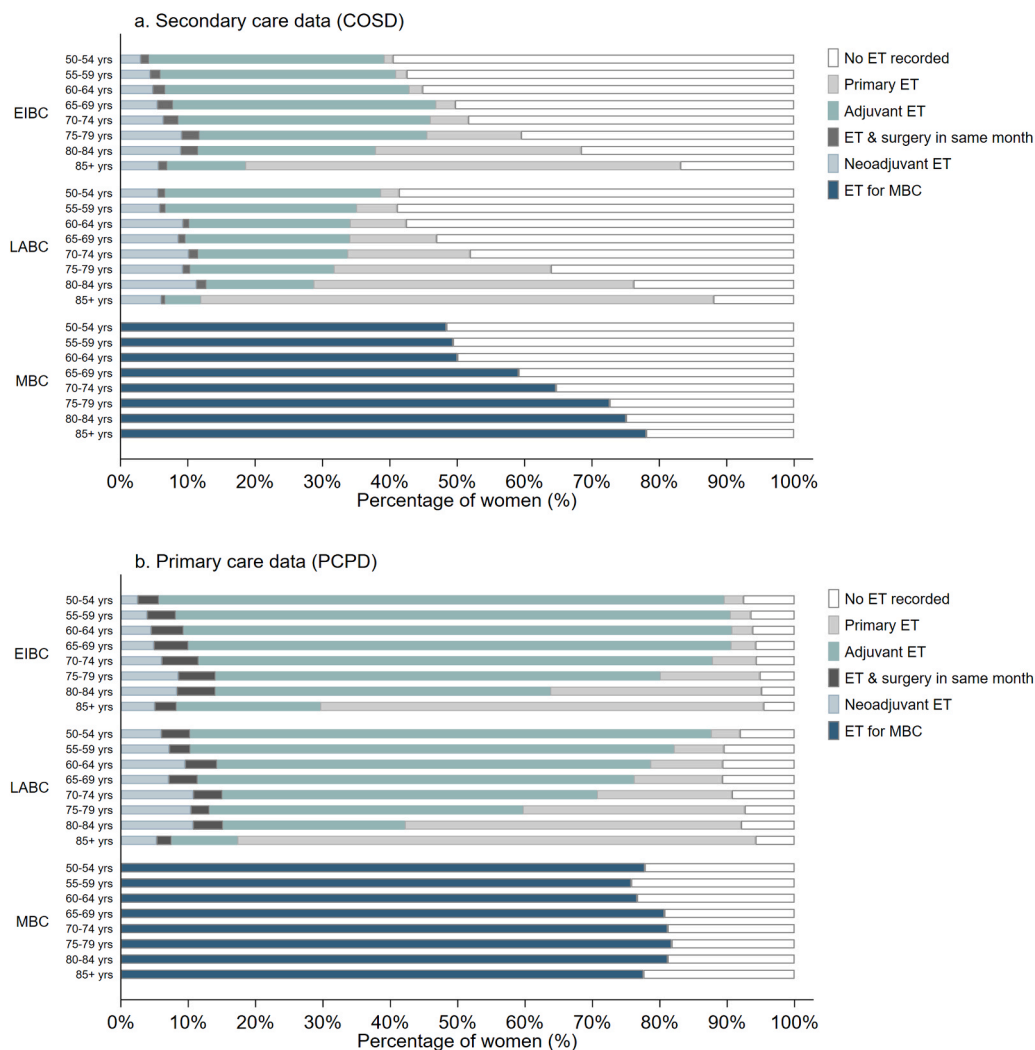 a. Secondary care data (COSD)
EIBC
50-54 yrs
55-59 yrs
60-64 yrs
65-69 yrs
70-74 yrs
75-79 yrs
80-84 yrs
85+ yrs
LABC
50-54 yrs
55-59 yrs
60-64 yrs
65-69 yrs
70-74 yrs
75-79 yrs
80-84 yrs
85+ yrs
MBC
50-54 yrs
55-59 yrs
60-64 yrs
65-69 yrs
70-74 yrs
75-79 yrs
80-84 yrs
85+ yrs
0% 10% 20% 30% 40% 50% 60% 70% 80% 90% 100%
Percentage of women (%)
No ET recorded
Primary ET
Adjuvant ET
ET & surgery in same month
Neoadjuvant ET
ET for MBC
b. Primary care data (PCPD)
EIBC
50-54 yrs
55-59 yrs
60-64 yrs
65-69 yrs
70-74 yrs
75-79 yrs
80-84 yrs
85+ yrs
LABC
50-54 yrs
55-59 yrs
60-64 yrs
65-69 yrs
70-74 yrs
75-79 yrs
80-84 yrs
85+ yrs
MBC
50-54 yrs
55-59 yrs
60-64 yrs
65-69 yrs
70-74 yrs
75-79 yrs
80-84 yrs
85+ yrs
0% 10% 20% 30% 40% 50% 60% 70% 80% 90% 100%
Percentage of women (%)
No ET recorded
Primary ET
Adjuvant ET
ET & surgery in same month
Neoadjuvant ET
ET for MBC